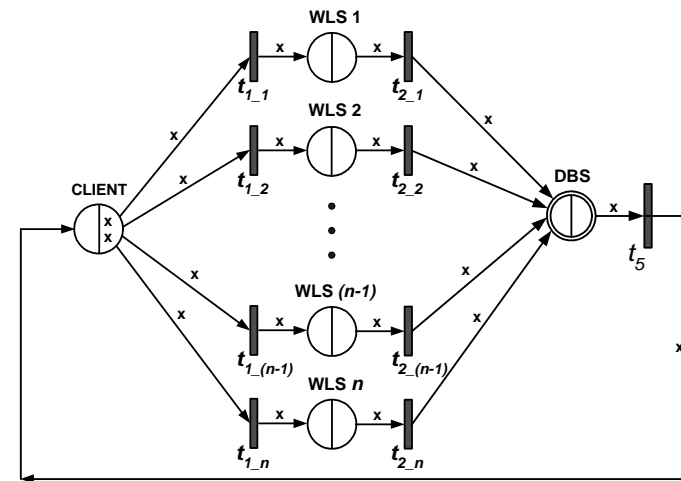 WLS 1
x x
t1_1 t2_1
x x
WLS 2
x x
t1_2 t2_2
x x
CLIENT
x
x
DBS
x
t5
x x
WLS (n-1)
x x
t1_(n-1) t2_(n-1)
x x
x
WLS n
x x
t1_n t2_n